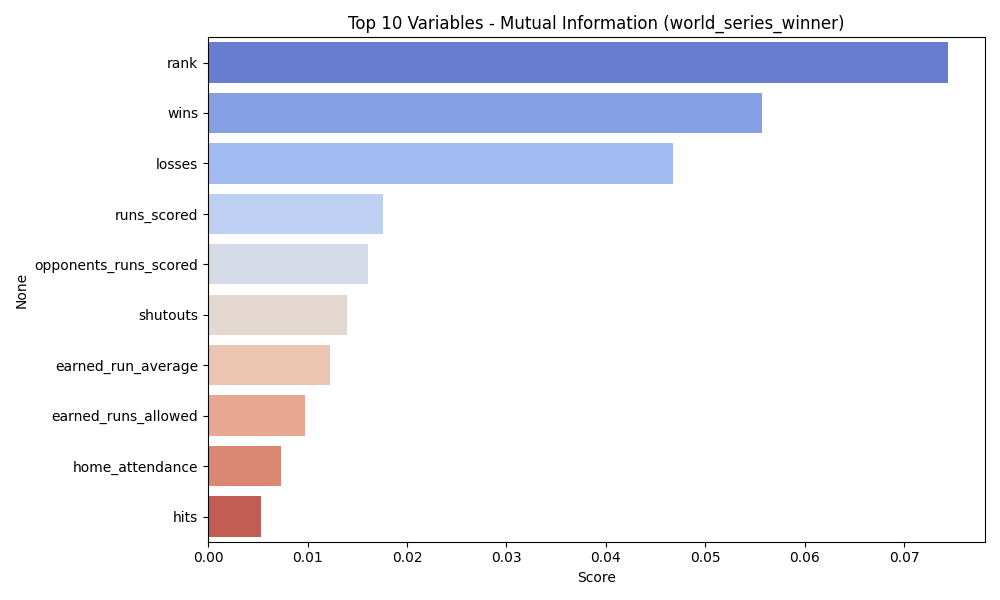 Top 10 Variables - Mutual Information (world_series_winner)
rank
wins
losses
runs_scored
opponents_runs_scored
shutouts
earned_run_average
earned_runs_allowed
home_attendance
hits
None
0.00 0.01 0.02 0.03 0.04 0.05 0.06 0.07
Score